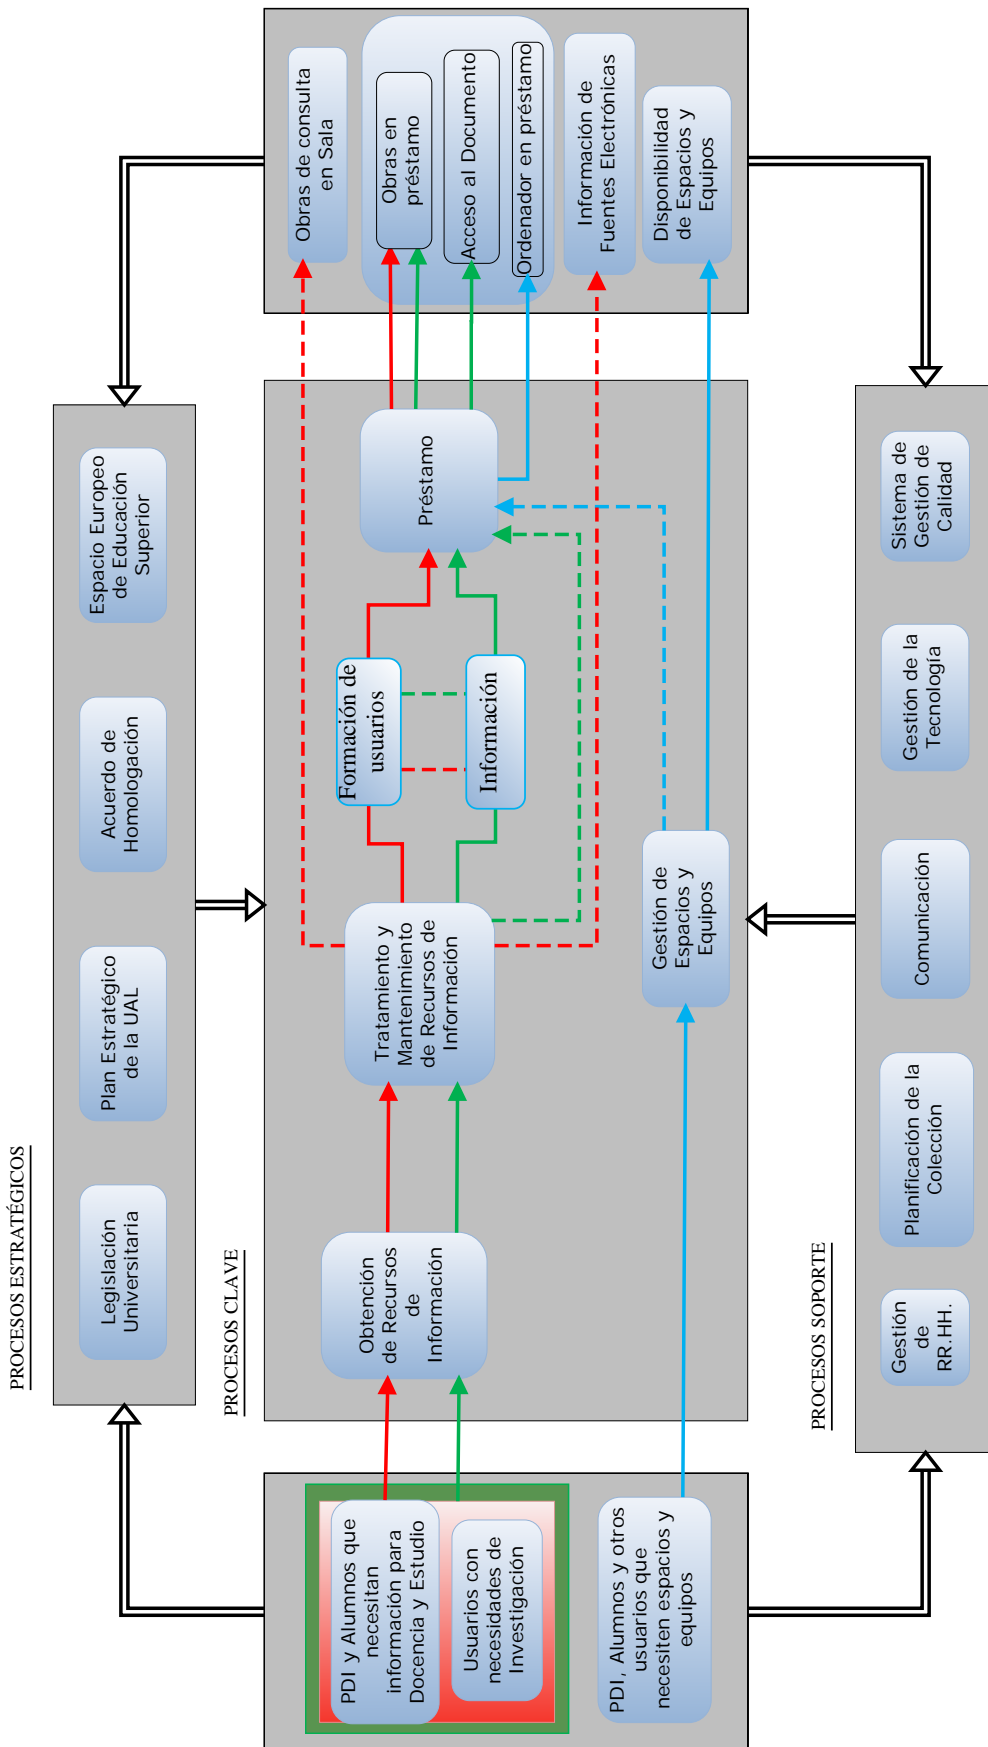 PROCESOS ESTRATÉGICOS
Legislación
Universitaria
Plan Estratégico
de la UAL
Acuerdo de
Homologación
Espacio Europeo
de Educación
Superior
PROCESOS CLAVE
PDI y Alumnos que
necesitan
información para
Docencia y Estudio
Usuarios con
necesidades de
Investigación
PDI, Alumnos y otros
usuarios que
necesiten espacios y
equipos
Obtención
de Recursos
de
Información
Tratamiento y
Mantenimiento
de Recursos de
Información
Formación de
usuarios
Información
Préstamo
Gestión de
Espacios y
Equipos
Obras de consulta
en Sala
Obras en
préstamo
Acceso al Documento
Ordenador en préstamo
Información de
Fuentes Electrónicas
Disponibilidad
de Espacios y
Equipos
PROCESOS SOPORTE
Gestión
de
RR.HH.
Planificación de la
Colección
Comunicación
Gestión de la
Tecnología
Sistema de
Gestión de
Calidad